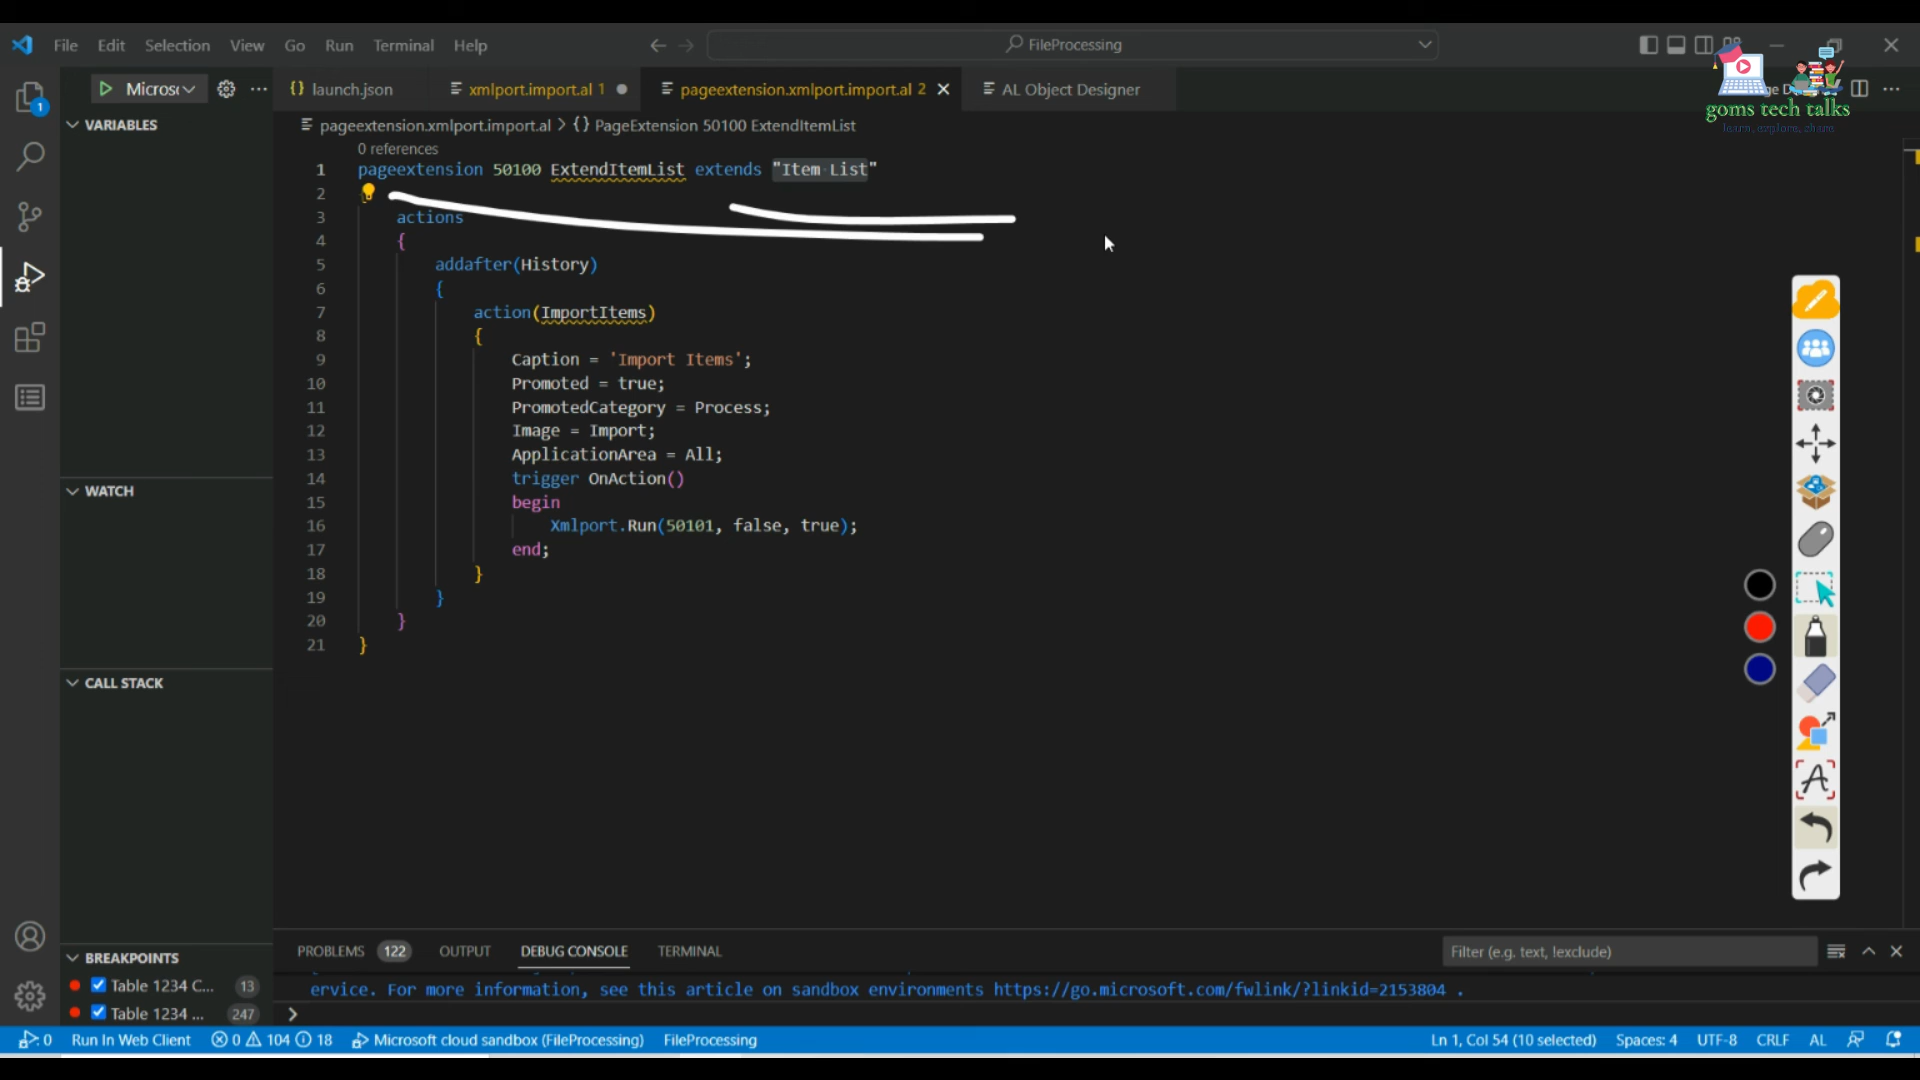 File Edit Selection View Go Run Terminal Help
FileProcessing
Microsc
launch.json
xmlport.import.al 1
pageextension.xmlport.import.al 2
AL Object Designer
goms tech talks
learn, explore, share
VARIABLES
pageextension.xmlport.import.al > {} PageExtension 50100 ExtendItemList
0 references
1 pageextension 50100 ExtendItemList extends "Item List"
2
3 actions
4 {
5 addafter(History)
6 {
7 action(ImportItems)
8 {
9 Caption = 'Import Items';
10 Promoted = true;
11 PromotedCategory = Process;
12 Image = Import;
13 ApplicationArea = All;
14 trigger OnAction()
15 begin
16 Xmlport.Run(50101, false, true);
17 end;
18 }
19 }
20 }
21 }
WATCH
CALL STACK
BREAKPOINTS
Table 1234 C... 13
Table 1234 ... 247
PROBLEMS 122 OUTPUT DEBUG CONSOLE TERMINAL
Filter (e.g. text, !exclude)
ervice. For more information, see this article on sandbox environments https://go.microsoft.com/fwlink/?linkid=2153804 .
>
0 Run In Web Client 0 104 18 Microsoft cloud sandbox (FileProcessing) FileProcessing
Ln 1, Col 54 (10 selected) Spaces: 4 UTF-8 CRLF AL